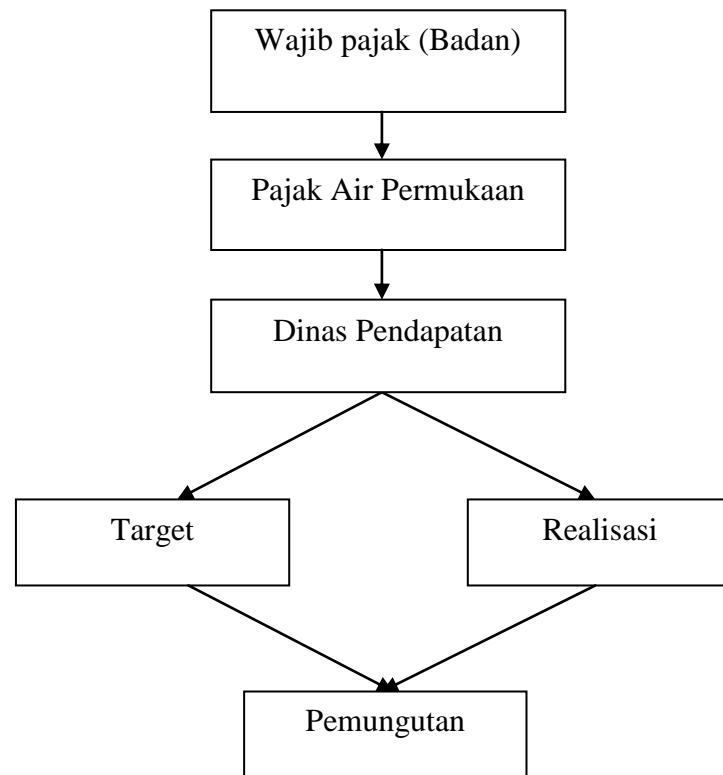 Wajib pajak (Badan)
Pajak Air Permukaan
Dinas Pendapatan
Target
Realisasi
Pemungutan